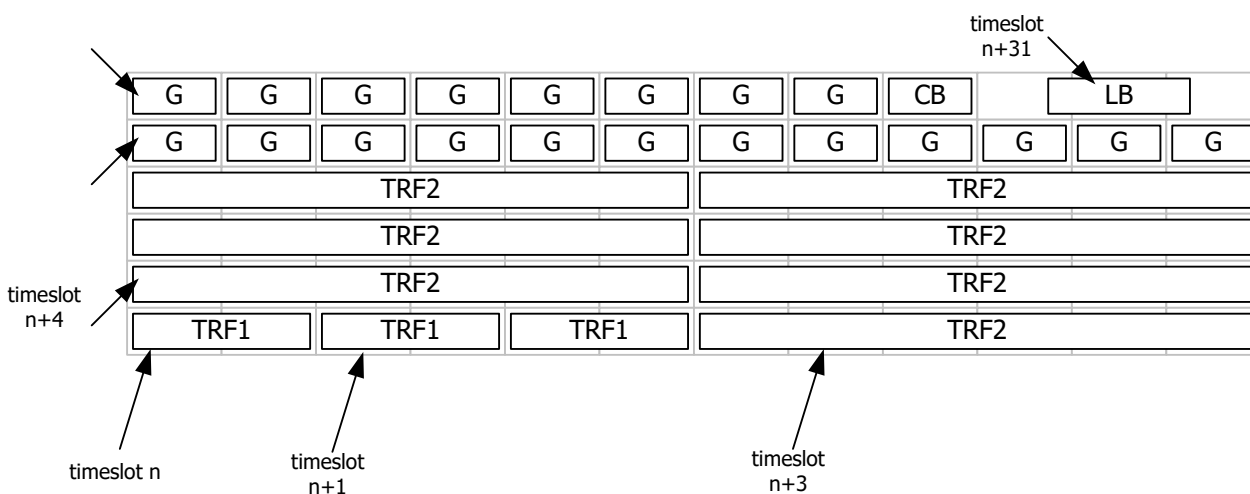 timeslot
n+31
G G G G G G G G CB LB
G G G G G G G G G G G G
TRF2 TRF2
TRF2 TRF2
TRF2 TRF2
timeslot
n+4
TRF1 TRF1 TRF1 TRF2
timeslot n
timeslot
n+1
timeslot
n+3